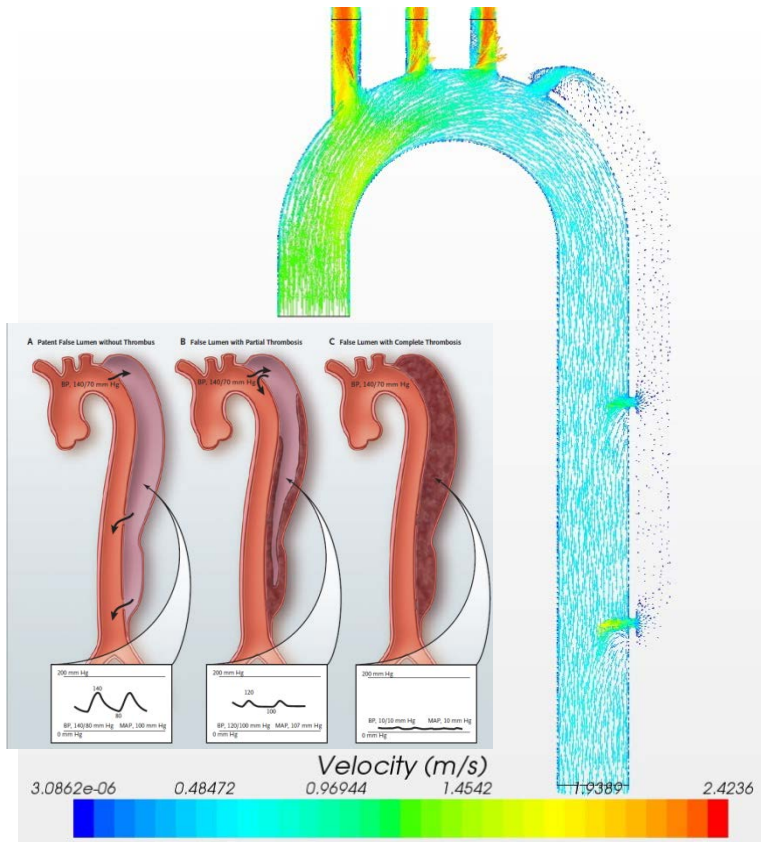 A Patent False Lumen without Thrombus
B False Lumen with Partial Thrombosis
C False Lumen with Complete Thrombosis
BP, 140/70 mm Hg
BP, 140/70 mm Hg
BP, 140/70 mm Hg
200 mm Hg
140
80
BP, 140/80 mm Hg MAP, 100 mm Hg
0 mm Hg
200 mm Hg
120
100
BP, 120/100 mm Hg MAP, 107 mm Hg
0 mm Hg
200 mm Hg
BP, 10/10 mm Hg MAP, 10 mm Hg
0 mm Hg
Velocity (m/s)
3.0862e-06 0.48472 0.96944 1.4542 1.9389 2.4236